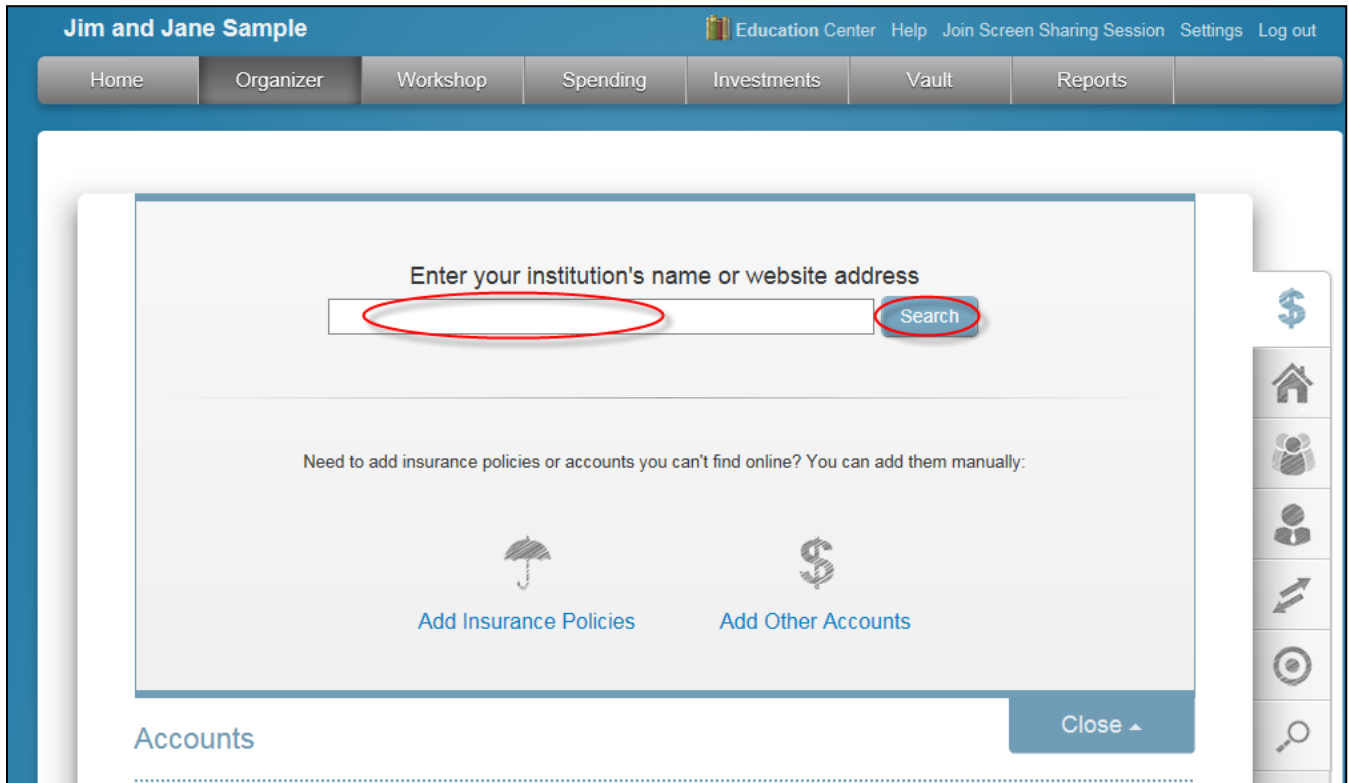 Jim and Jane Sample
Education Center Help Join Screen Sharing Session Settings Log out
Home Organizer Workshop Spending Investments Vault Reports
Enter your institution's name or website address
Search
Need to add insurance policies or accounts you can't find online? You can add them manually:
Add Insurance Policies Add Other Accounts
Close
Accounts